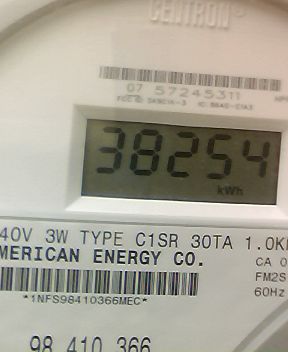 CENTRON®
07 57245311
38254
kWh
40V 3W TYPE C1SR 30TA 1.0K
MERICAN ENERGY CO.
CA 0
FM2S
60Hz
*1NFS98410366MEC*
98 410 366